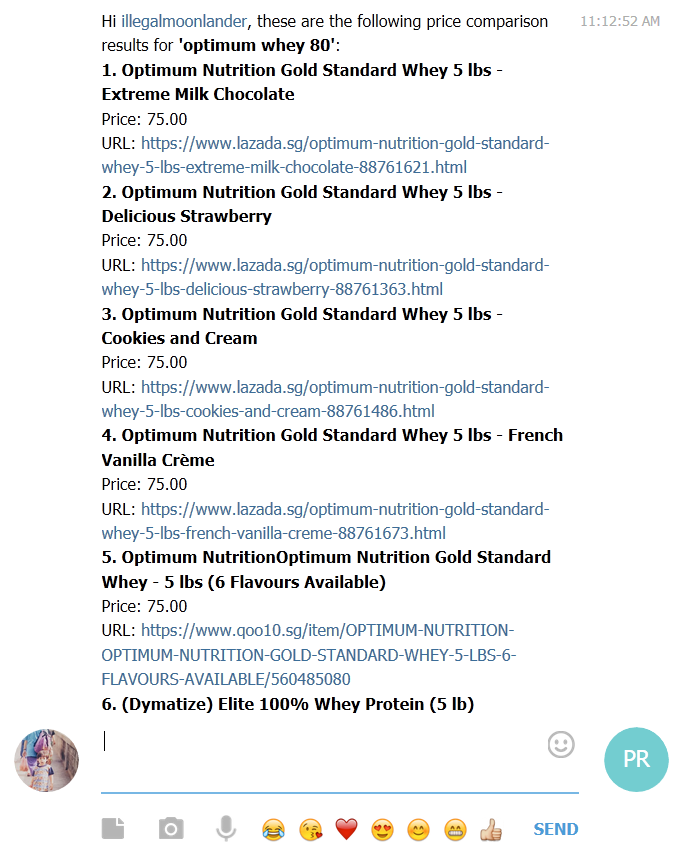 Hi illegalmoonlander, these are the following price comparison
11:12:52 AM
results for 'optimum whey 80':
1. Optimum Nutrition Gold Standard Whey 5 lbs -
Extreme Milk Chocolate
Price: 75.00
URL: https://www.lazada.sg/optimum-nutrition-gold-standard-
whey-5-lbs-extreme-milk-chocolate-88761621.html
2. Optimum Nutrition Gold Standard Whey 5 lbs -
Delicious Strawberry
Price: 75.00
URL: https://www.lazada.sg/optimum-nutrition-gold-standard-
whey-5-lbs-delicious-strawberry-88761363.html
3. Optimum Nutrition Gold Standard Whey 5 lbs -
Cookies and Cream
Price: 75.00
URL: https://www.lazada.sg/optimum-nutrition-gold-standard-
whey-5-lbs-cookies-and-cream-88761486.html
4. Optimum Nutrition Gold Standard Whey 5 lbs - French
Vanilla Crème
Price: 75.00
URL: https://www.lazada.sg/optimum-nutrition-gold-standard-
whey-5-lbs-french-vanilla-creme-88761673.html
5. Optimum NutritionOptimum Nutrition Gold Standard
Whey - 5 lbs (6 Flavours Available)
Price: 75.00
URL: https://www.qoo10.sg/item/OPTIMUM-NUTRITION-
OPTIMUM-NUTRITION-GOLD-STANDARD-WHEY-5-LBS-6-
FLAVOURS-AVAILABLE/560485080
6. (Dymatize) Elite 100% Whey Protein (5 lb)
PR
SEND